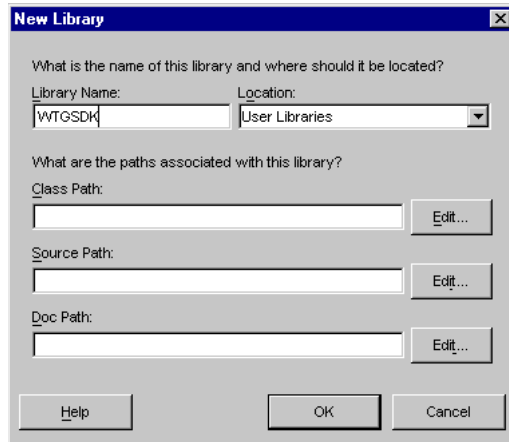 New Library
What is the name of this library and where should it be located?
Library Name: Location:
WTGSDK User Libraries
What are the paths associated with this library?
Class Path:
Edit...
Source Path:
Edit...
Doc Path:
Edit...
Help OK Cancel